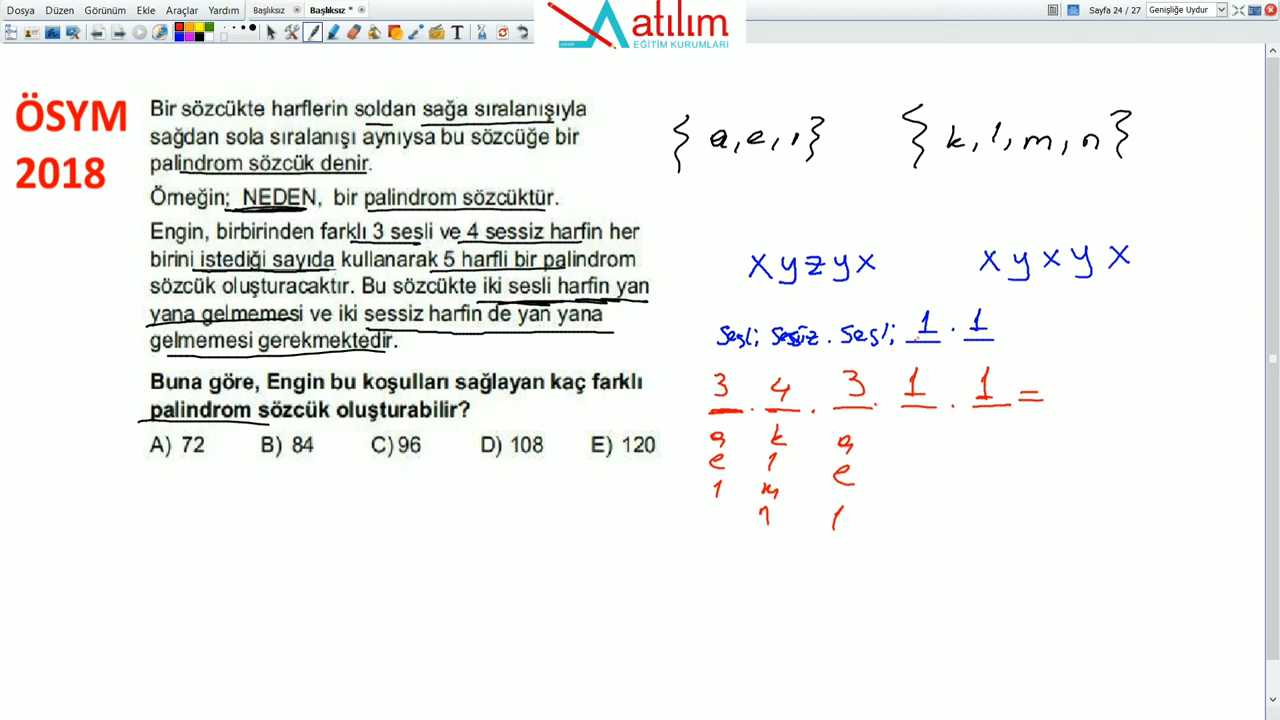 Dosya Düzen Görünüm Ekle Araçlar Yardım
Başlıksız
Başlıksız *
Sayfa 24 / 27
Genişliğe Uydur
atılım
EĞİTİM KURUMLARI
ÖSYM
2018
Bir sözcükte harflerin soldan sağa sıralanışıyla
sağdan sola sıralanışı aynıysa bu sözcüğe bir
palindrom sözcük denir.
Örneğin; NEDEN, bir palindrom sözcüktür.
Engin, birbirinden farklı 3 sesli ve 4 sessiz harfin her
birini istediği sayıda kullanarak 5 harfli bir palindrom
sözcük oluşturacaktır. Bu sözcükte iki sesli harfin yan
yana gelmemesi ve iki sessiz harfin de yan yana
gelmemesi gerekmektedir.
Buna göre, Engin bu koşulları sağlayan kaç farklı
palindrom sözcük oluşturabilir?
A) 72 B) 84 C) 96 D) 108 E) 120
{ a, e, ı } { k, l, m, n }
x y z y x x y x y x
sesli sessiz . sesli 1 . 1
3 . 4 . 3 . 1 . 1 =
a k a
e l e
ı m ı
n